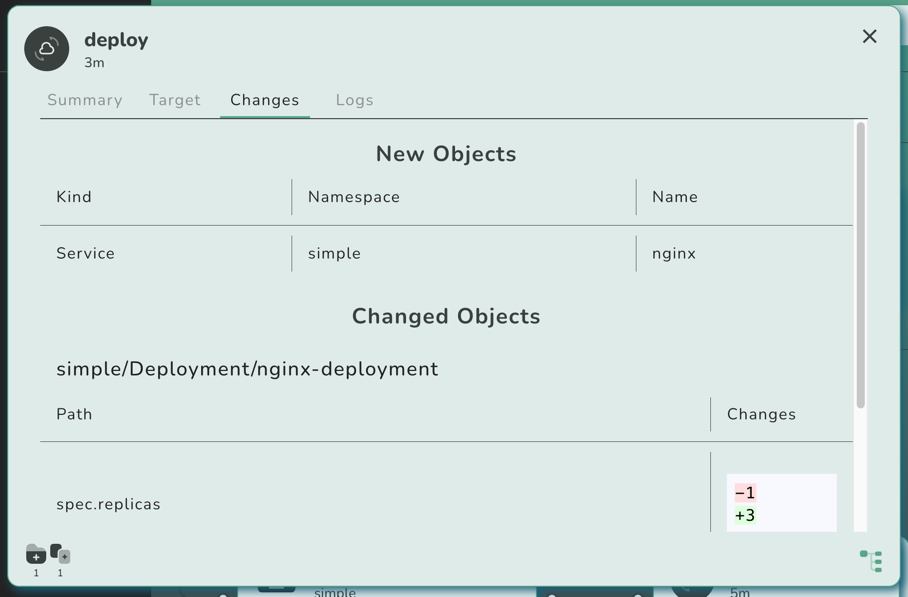 deploy
3m
Summary Target Changes Logs
New Objects
Kind Namespace Name
Service simple nginx
Changed Objects
simple/Deployment/nginx-deployment
Path Changes
spec.replicas
−1
+3
1 1
simple 5m